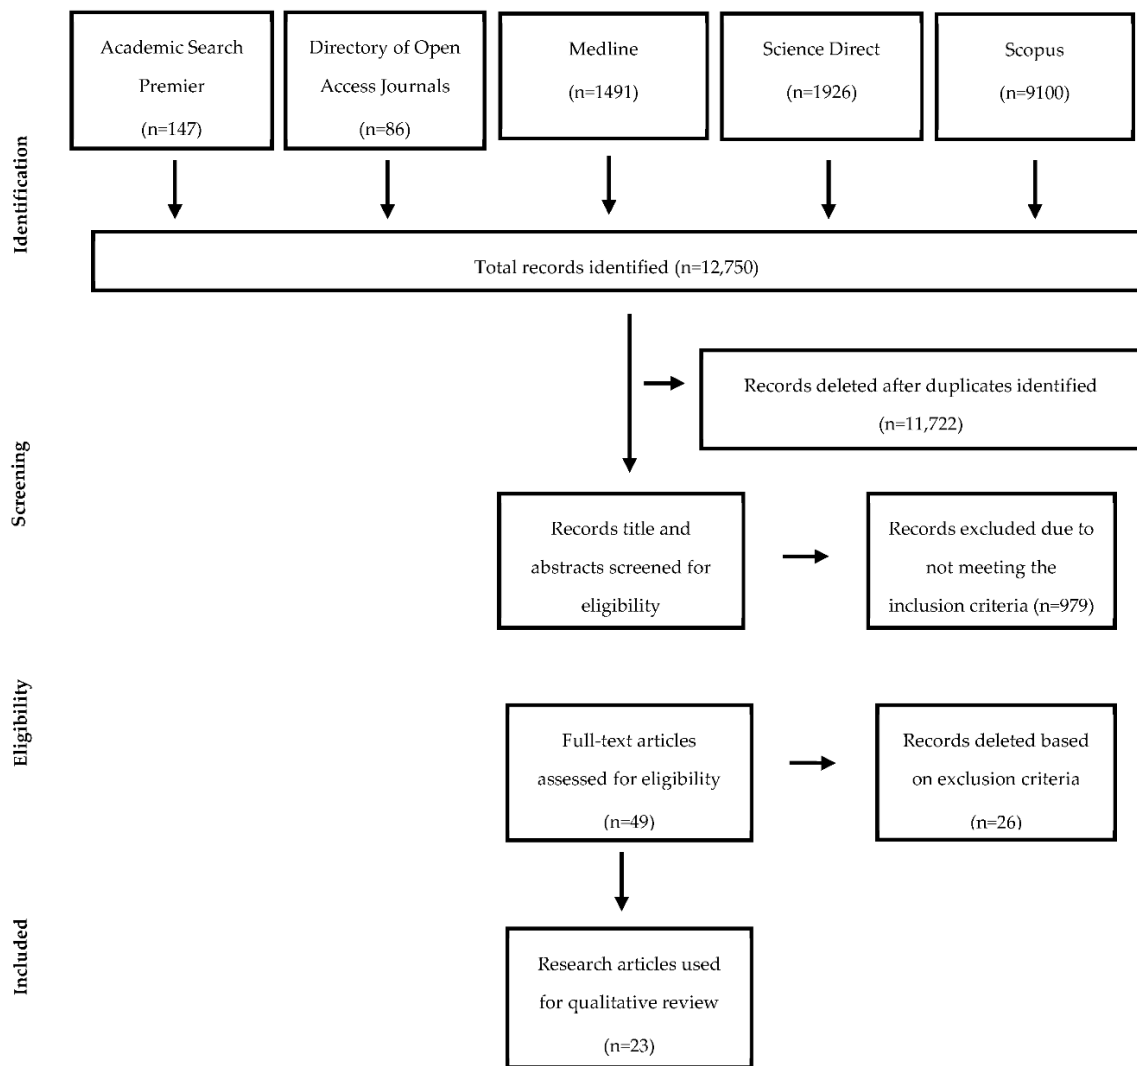 Academic Search
Premier
(n=147)
Directory of Open
Access Journals
(n=86)
Medline
(n=1491)
Science Direct
(n=1926)
Scopus
(n=9100)
Identification
Total records identified (n=12,750)
Records deleted after duplicates identified
(n=11,722)
Screening
Records title and
abstracts screened for
eligibility
Records excluded due to
not meeting the
inclusion criteria (n=979)
Eligibility
Full-text articles
assessed for eligibility
(n=49)
Records deleted based
on exclusion criteria
(n=26)
Included
Research articles used
for qualitative review
(n=23)